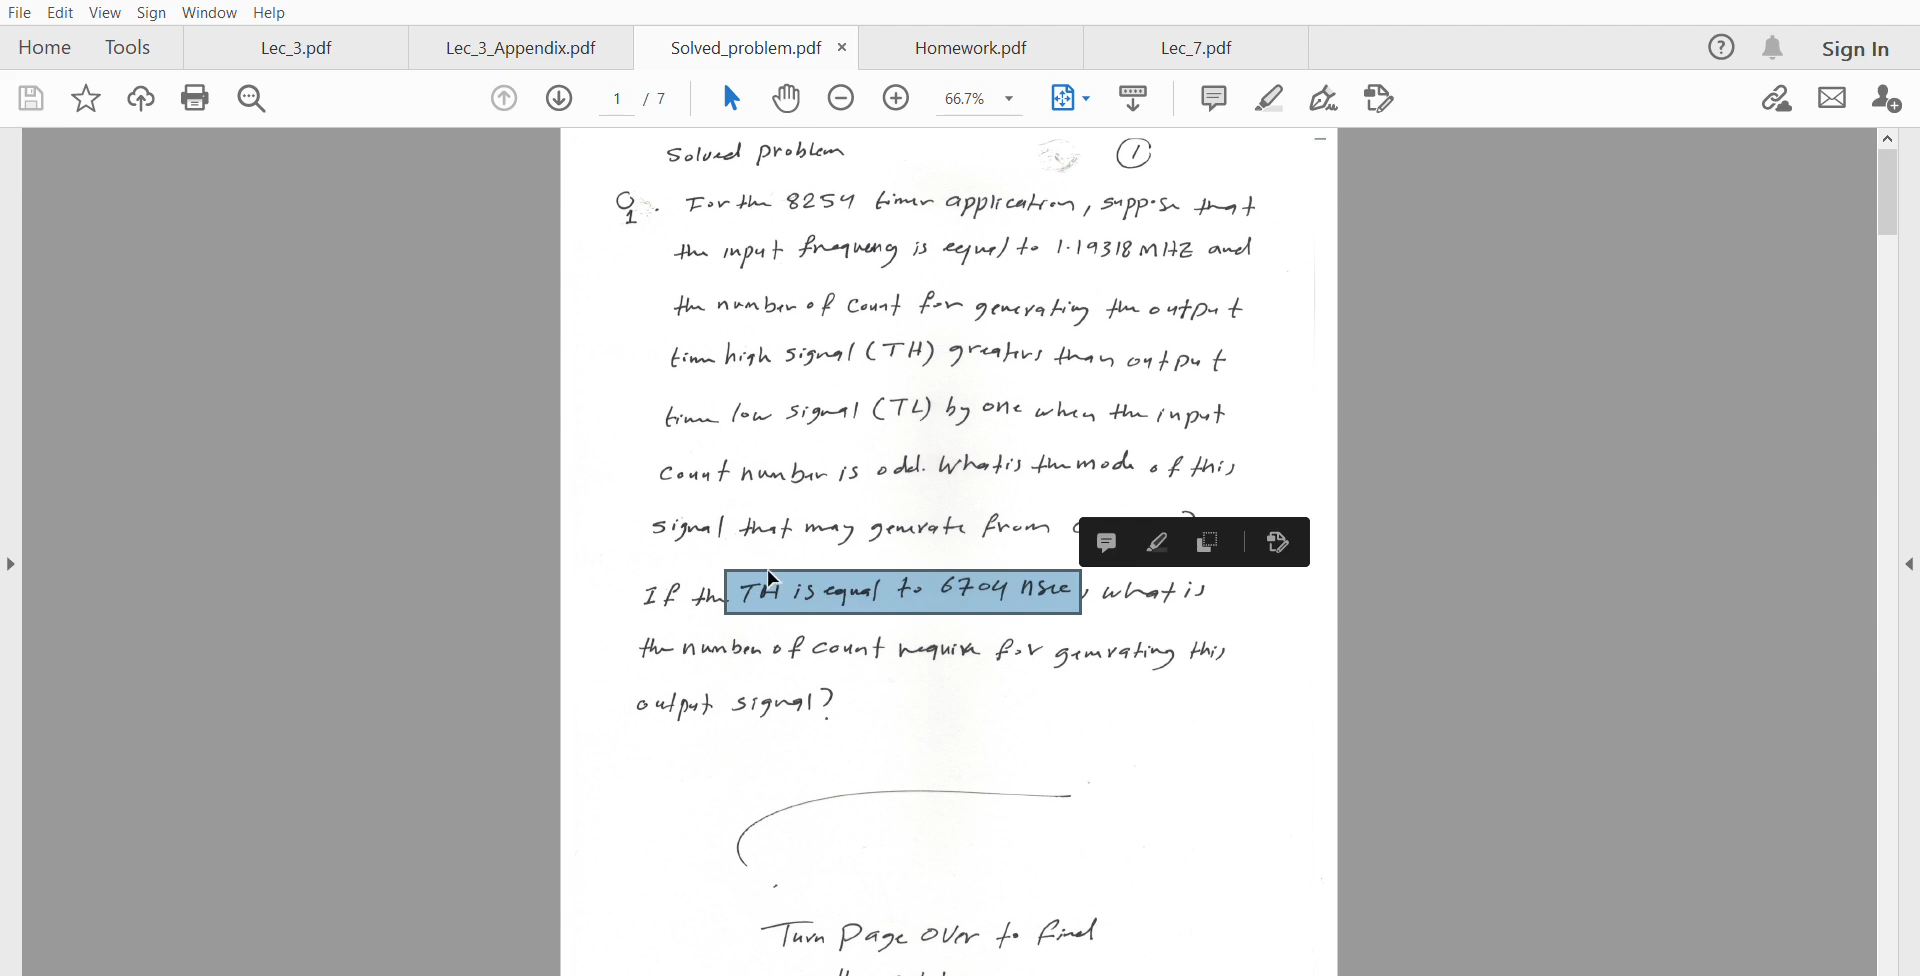 File Edit View Sign Window Help
Home Tools Lec_3.pdf Lec_3_Appendix.pdf Solved_problem.pdf × Homework.pdf Lec_7.pdf Sign In
1 / 7 66.7%
Solved problem 1
Q1. For the 8254 timer application, suppose that
the input frequency is equal to 1.19318 MHZ and
the number of count for generating the output
time high signal (TH) greaters than output
time low signal (TL) by one when the input
count number is odd. What is the mode of this
signal that may generate from
If the TH is equal to 6704 nsec, what is
the number of count require for generating this
output signal?
Turn Page over to find